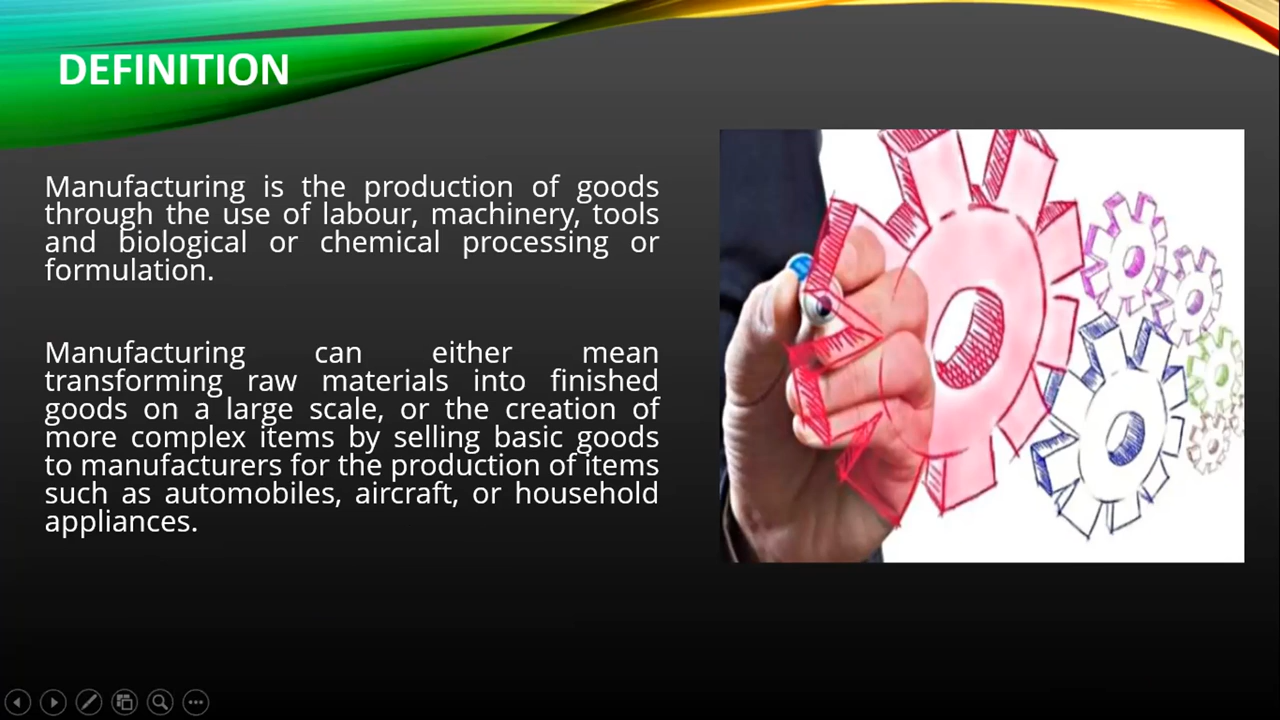 DEFINITION
Manufacturing is the production of goods
through the use of labour, machinery, tools
and biological or chemical processing or
formulation.
Manufacturing can either mean
transforming raw materials into finished
goods on a large scale, or the creation of
more complex items by selling basic goods
to manufacturers for the production of items
such as automobiles, aircraft, or household
appliances.